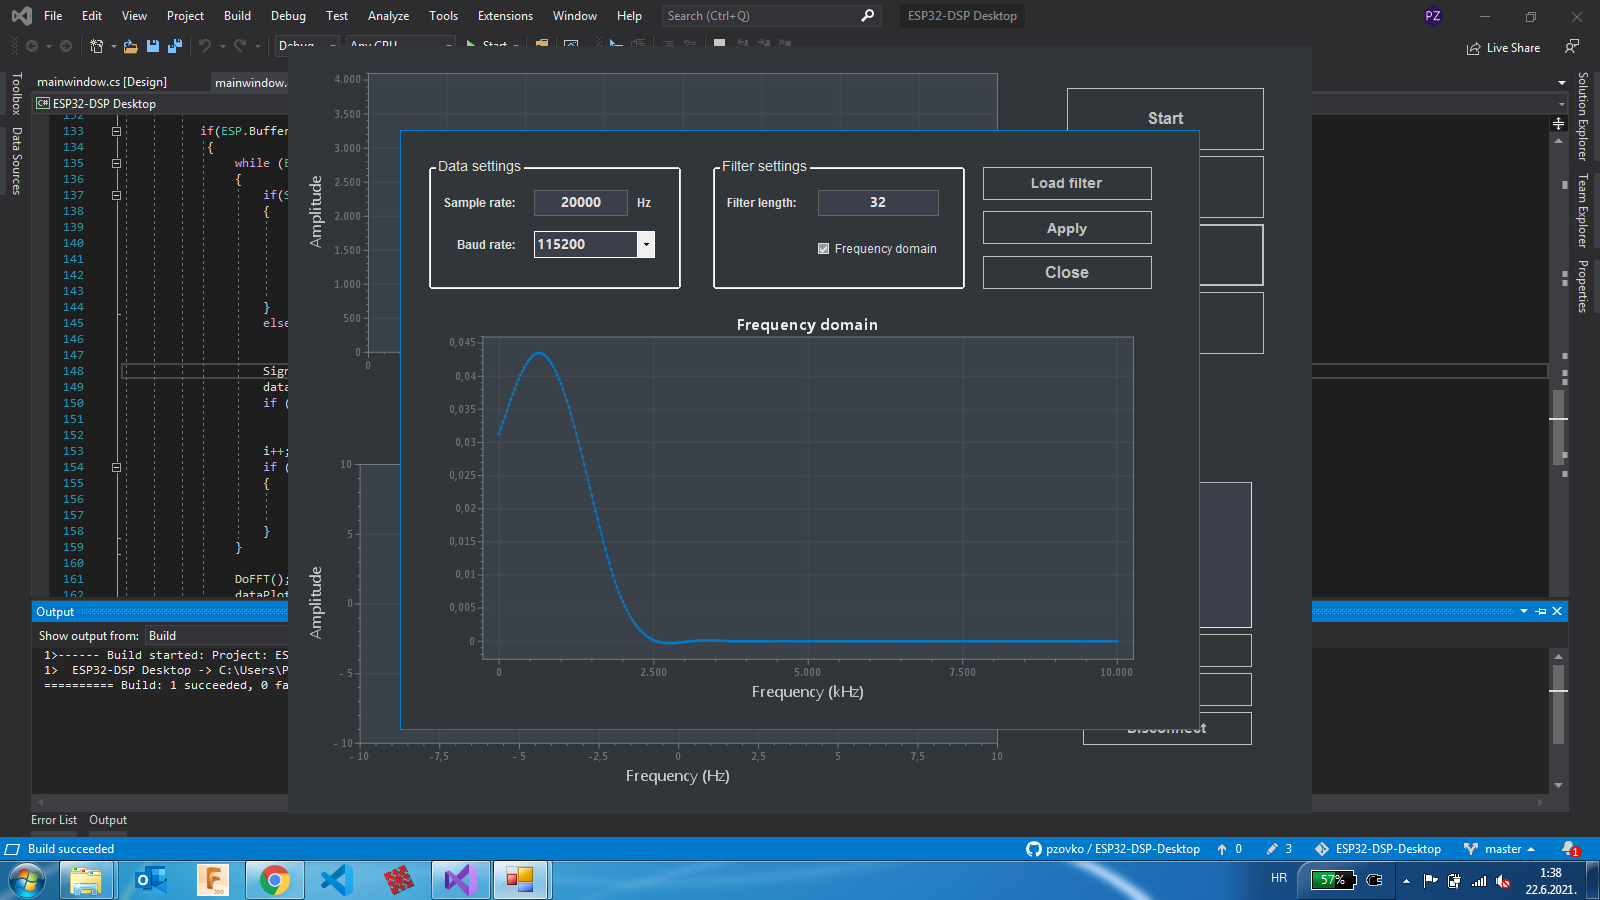 File Edit View Project Build Debug Test Analyze Tools Extensions Window Help Search (Ctrl+Q) ESP32-DSP Desktop PZ
Debug Any CPU Start Live Share
mainwindow.cs [Design] mainwindow.
C# ESP32-DSP Desktop
Toolbox
Data Sources
Solution Explorer
Team Explorer
Properties
132
133 if(ESP.Buffer
134 {
135 while (
136 {
137 if(
138 {
139
140
141
142
143
144 }
145 else
146
147
148 Sign
149 data
150 if (
151
152
153 i++;
154 if (
155 {
156
157
158 }
159 }
160
161 DoFFT();
162 dataPlot
4.000
3.500
3.000
2.500
2.000
1.500
1.000
500
0
0
Amplitude
Start
Data settings
Sample rate: 20000 Hz
Baud rate: 115200
Filter settings
Filter length: 32
Frequency domain
Load filter
Apply
Close
Frequency domain
0,045
0,04
0,035
0,03
0,025
0,02
0,015
0,01
0,005
0
0 2.500 5.000 7.500 10.000
Frequency (kHz)
10
5
0
-5
-10
Amplitude
-10 -7,5 -5 -2,5 0 2,5 5 7,5 10
Frequency (Hz)
Disconnect
Output
Show output from: Build
1>------ Build started: Project: ES
1> ESP32-DSP Desktop -> C:\Users\P
========== Build: 1 succeeded, 0 fa
Error List Output
Build succeeded pzovko / ESP32-DSP-Desktop 0 3 ESP32-DSP-Desktop master 1
HR 57% 1:38
22.6.2021.